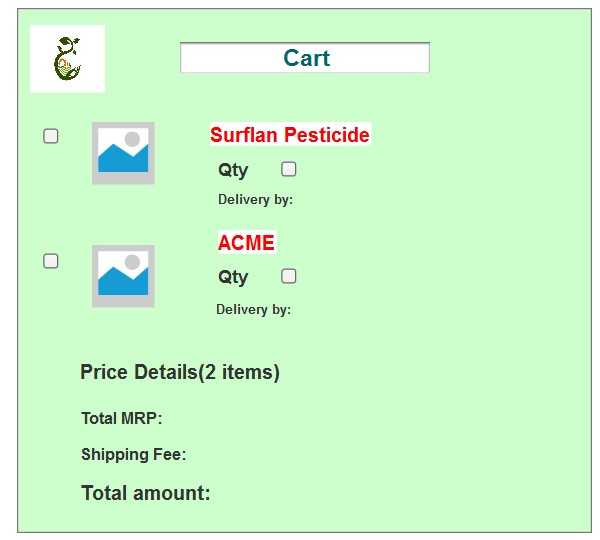 Cart
Surflan Pesticide
Qty
Delivery by:
ACME
Qty
Delivery by:
Price Details(2 items)
Total MRP:
Shipping Fee:
Total amount: